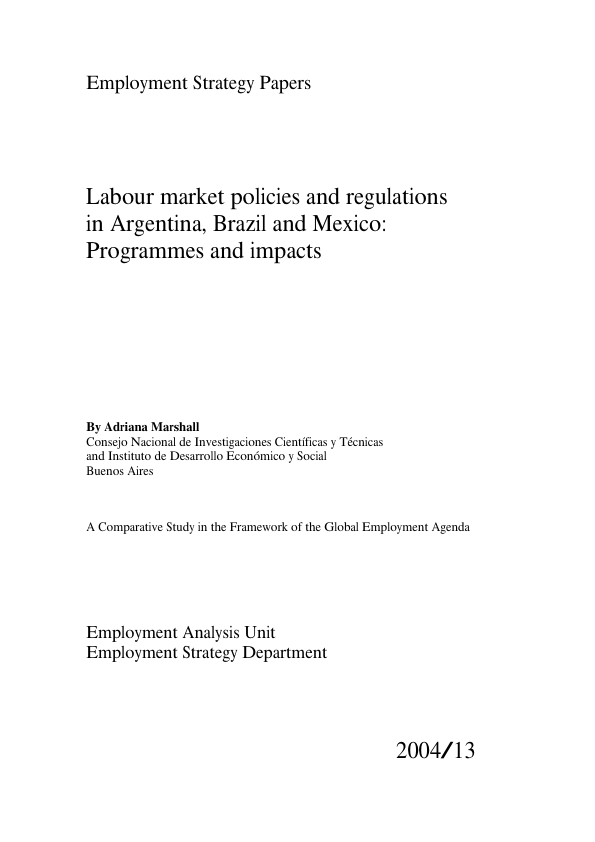 Employment Strategy Papers
Labour market policies and regulations
in Argentina, Brazil and Mexico:
Programmes and impacts
By Adriana Marshall
Consejo Nacional de Investigaciones Científicas y Técnicas
and Instituto de Desarrollo Económico y Social
Buenos Aires
A Comparative Study in the Framework of the Global Employment Agenda
Employment Analysis Unit
Employment Strategy Department
2004/13